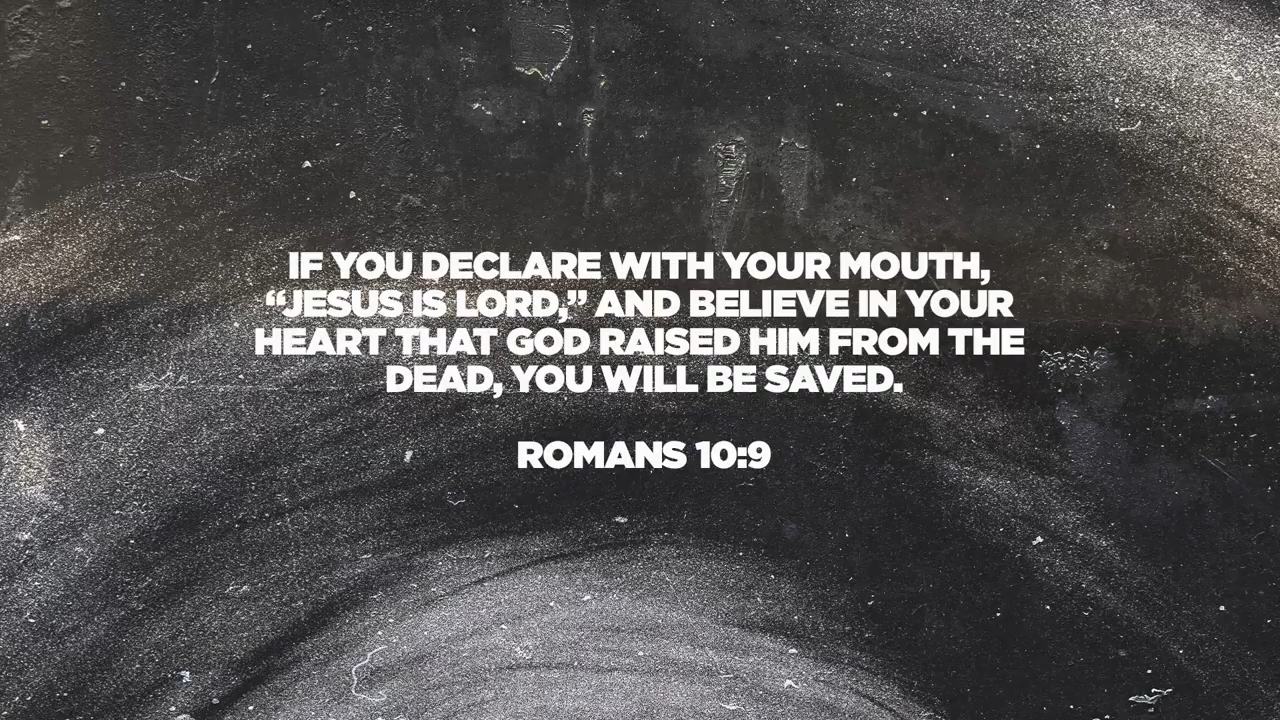 IF YOU DECLARE WITH YOUR MOUTH,
“JESUS IS LORD,” AND BELIEVE IN YOUR
HEART THAT GOD RAISED HIM FROM THE
DEAD, YOU WILL BE SAVED.
ROMANS 10:9